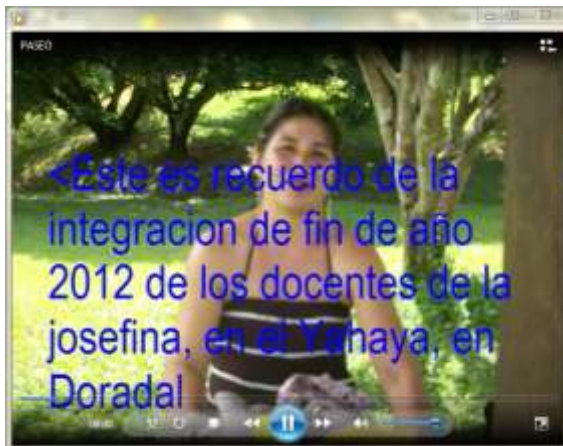 PASEO
<Este es recuerdo de la
integracion de fin de año
2012 de los docentes de la
josefina, en el Yahaya, en
Doradal